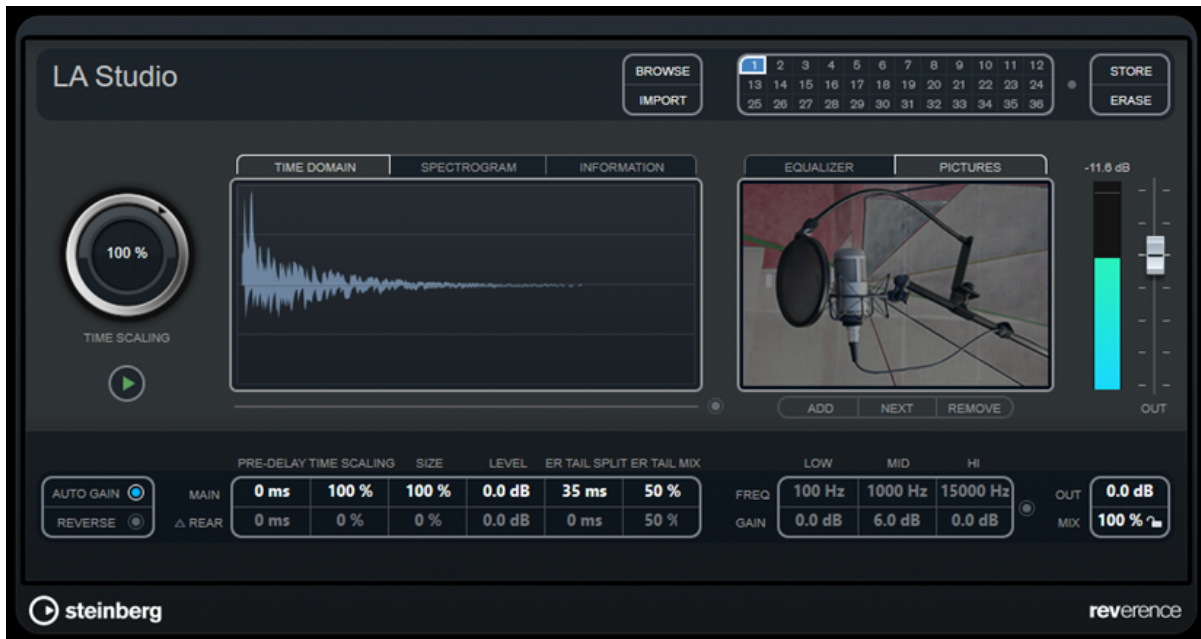 LA Studio
BROWSE
IMPORT
1 2 3 4 5 6 7 8 9 10 11 12
13 14 15 16 17 18 19 20 21 22 23 24
25 26 27 28 29 30 31 32 33 34 35 36
STORE
ERASE
TIME DOMAIN SPECTROGRAM INFORMATION
EQUALIZER PICTURES
-11.6 dB
100 %
TIME SCALING
ADD NEXT REMOVE
OUT
PRE-DELAY TIME SCALING SIZE LEVEL ER TAIL SPLIT ER TAIL MIX
LOW MID HI
AUTO GAIN
MAIN 0 ms 100 % 100 % 0.0 dB 35 ms 50 %
FREQ 100 Hz 1000 Hz 15000 Hz
OUT 0.0 dB
REVERSE
△ REAR 0 ms 0 % 0 % 0.0 dB 0 ms 50 %
GAIN 0.0 dB 6.0 dB 0.0 dB
MIX 100 %
steinberg
reverence